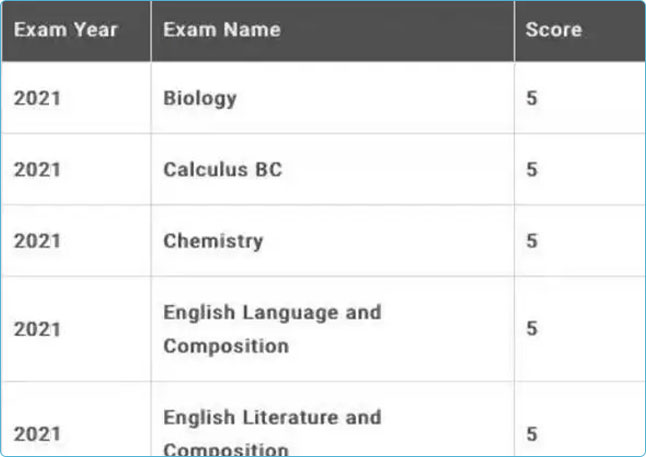 Exam Year Exam Name Score
2021 Biology 5
2021 Calculus BC 5
2021 Chemistry 5
English Language and
2021 5
Composition
English Literature and
2021 5
Composition